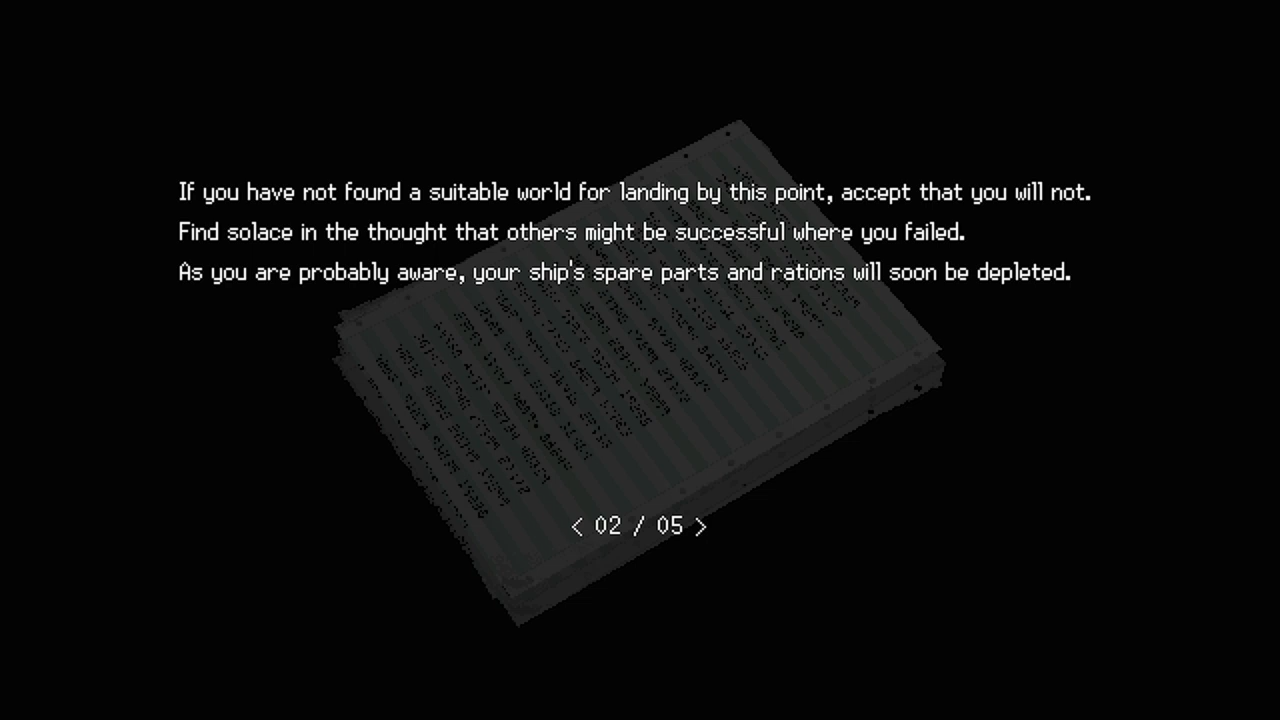 If you have not found a suitable world for landing by this point, accept that you will not.
Find solace in the thought that others might be successful where you failed.
As you are probably aware, your ship's spare parts and rations will soon be depleted.
< 02 / 05 >